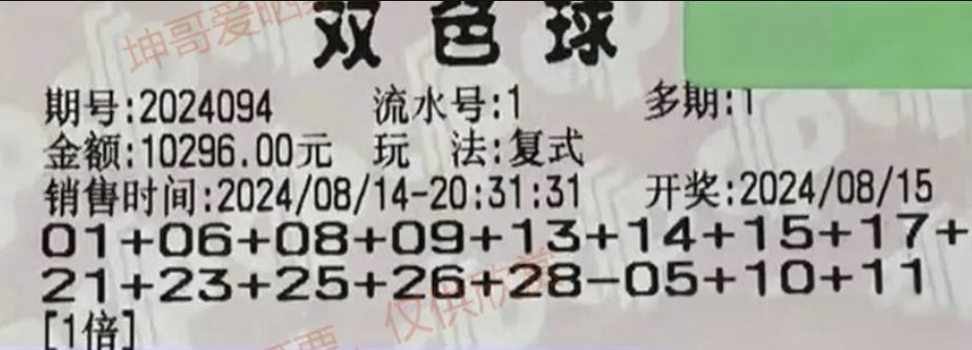 坤哥爱晒票
双色球
期号:2024094 流水号:1 多期:1
金额:10296.00元 玩 法:复式
销售时间:2024/08/14-20:31:31 开奖:2024/08/15
01+06+08+09+13+14+15+17+
21+23+25+26+28-05+10+11
[1倍]
仅供欣赏